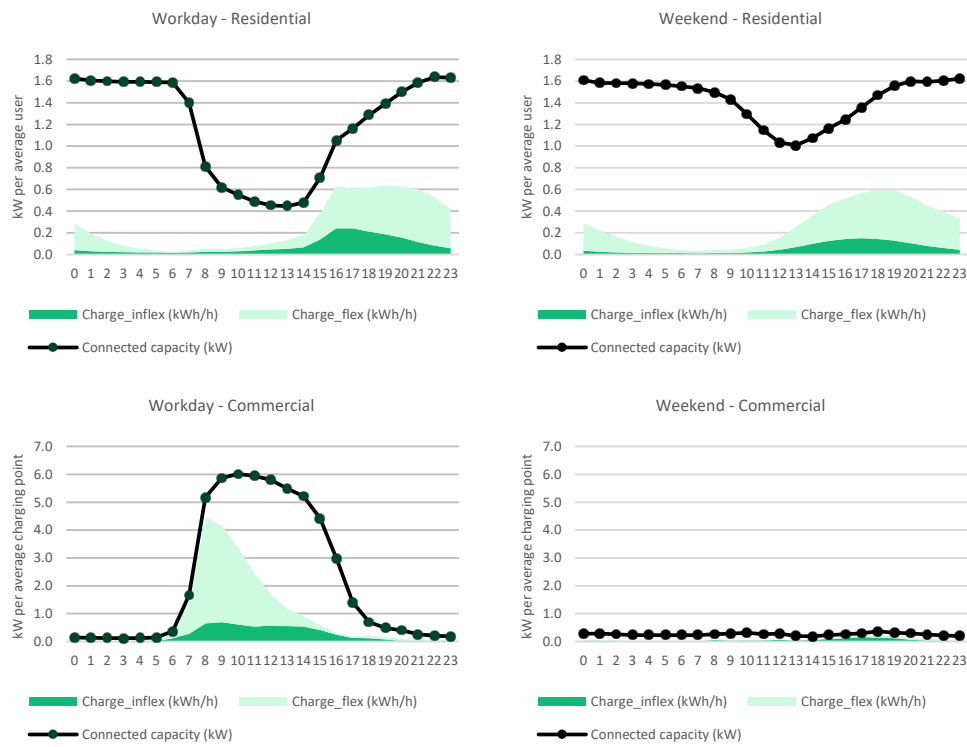 Workday - Residential
kW per average user
1.8
1.6
1.4
1.2
1.0
0.8
0.6
0.4
0.2
0.0
0 1 2 3 4 5 6 7 8 9 10 11 12 13 14 15 16 17 18 19 20 21 22 23
Charge_inflex (kWh/h) Charge_flex (kWh/h)
Connected capacity (kW)
Weekend - Residential
kW per average user
1.8
1.6
1.4
1.2
1.0
0.8
0.6
0.4
0.2
0.0
0 1 2 3 4 5 6 7 8 9 10 11 12 13 14 15 16 17 18 19 20 21 22 23
Charge_inflex (kWh/h) Charge_flex (kWh/h)
Connected capacity (kW)
Workday - Commercial
kW per average charging point
7.0
6.0
5.0
4.0
3.0
2.0
1.0
0.0
0 1 2 3 4 5 6 7 8 9 10 11 12 13 14 15 16 17 18 19 20 21 22 23
Charge_inflex (kWh/h) Charge_flex (kWh/h)
Connected capacity (kW)
Weekend - Commercial
kW per average charging point
7.0
6.0
5.0
4.0
3.0
2.0
1.0
0.0
0 1 2 3 4 5 6 7 8 9 10 11 12 13 14 15 16 17 18 19 20 21 22 23
Charge_inflex (kWh/h) Charge_flex (kWh/h)
Connected capacity (kW)